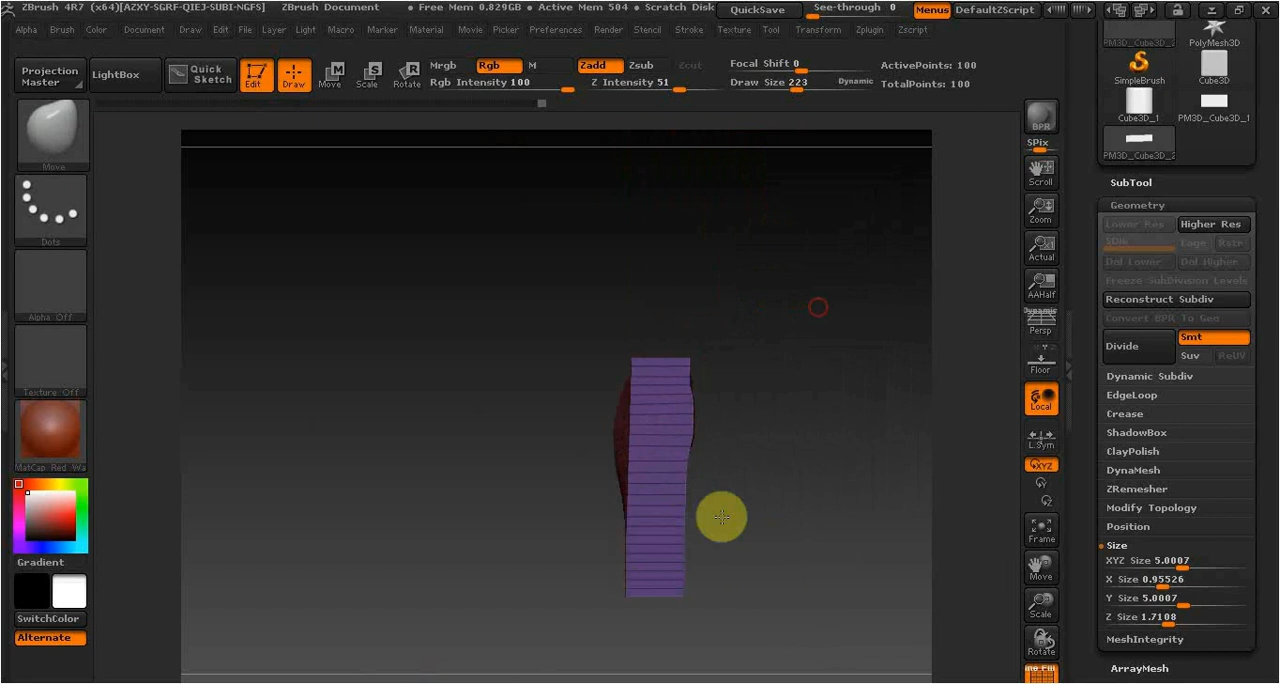 ZBrush 4R7 (x64)[AZXY-SGRF-QIEJ-SUBI-NGFS] ZBrush Document • Free Mem 0.829GB • Active Mem 504 • Scratch Disk QuickSave See-through 0 Menus DefaultZScript
Alpha Brush Color Document Draw Edit File Layer Light Macro Marker Material Movie Picker Preferences Render Stencil Stroke Texture Tool Transform Zplugin Zscript
Projection Master
LightBox
Quick Sketch
Edit
Draw
Move
Scale
Rotate
Mrgb Rgb M
Rgb Intensity 100
Zadd Zsub Zcut
Z Intensity 51
Focal Shift 0
Draw Size 223 Dynamic
ActivePoints: 100
TotalPoints: 100
Move
Dots
Alpha Off
Texture Off
MatCap Red Wa
Gradient
SwitchColor
Alternate
BPR
SPix
Scroll
Zoom
Actual
AAHalf
Dynamic
Persp
Floor
Local
L.Sym
XYZ
Y
Z
Frame
Move
Scale
Rotate
PM3D_Cube3D_2 PolyMesh3D
SimpleBrush Cube3D
Cube3D_1 PM3D_Cube3D_1
PM3D_Cube3D_2
SubTool
Geometry
Lower Res Higher Res
SDiv Cage Rstr
Del Lower Del Higher
Freeze SubDivision Levels
Reconstruct Subdiv
Convert BPR To Geo
Divide
Smt
Suv ReUV
Dynamic Subdiv
EdgeLoop
Crease
ShadowBox
ClayPolish
DynaMesh
ZRemesher
Modify Topology
Position
Size
XYZ Size 5.0007
X Size 0.95526
Y Size 5.0007
Z Size 1.7108
MeshIntegrity
ArrayMesh